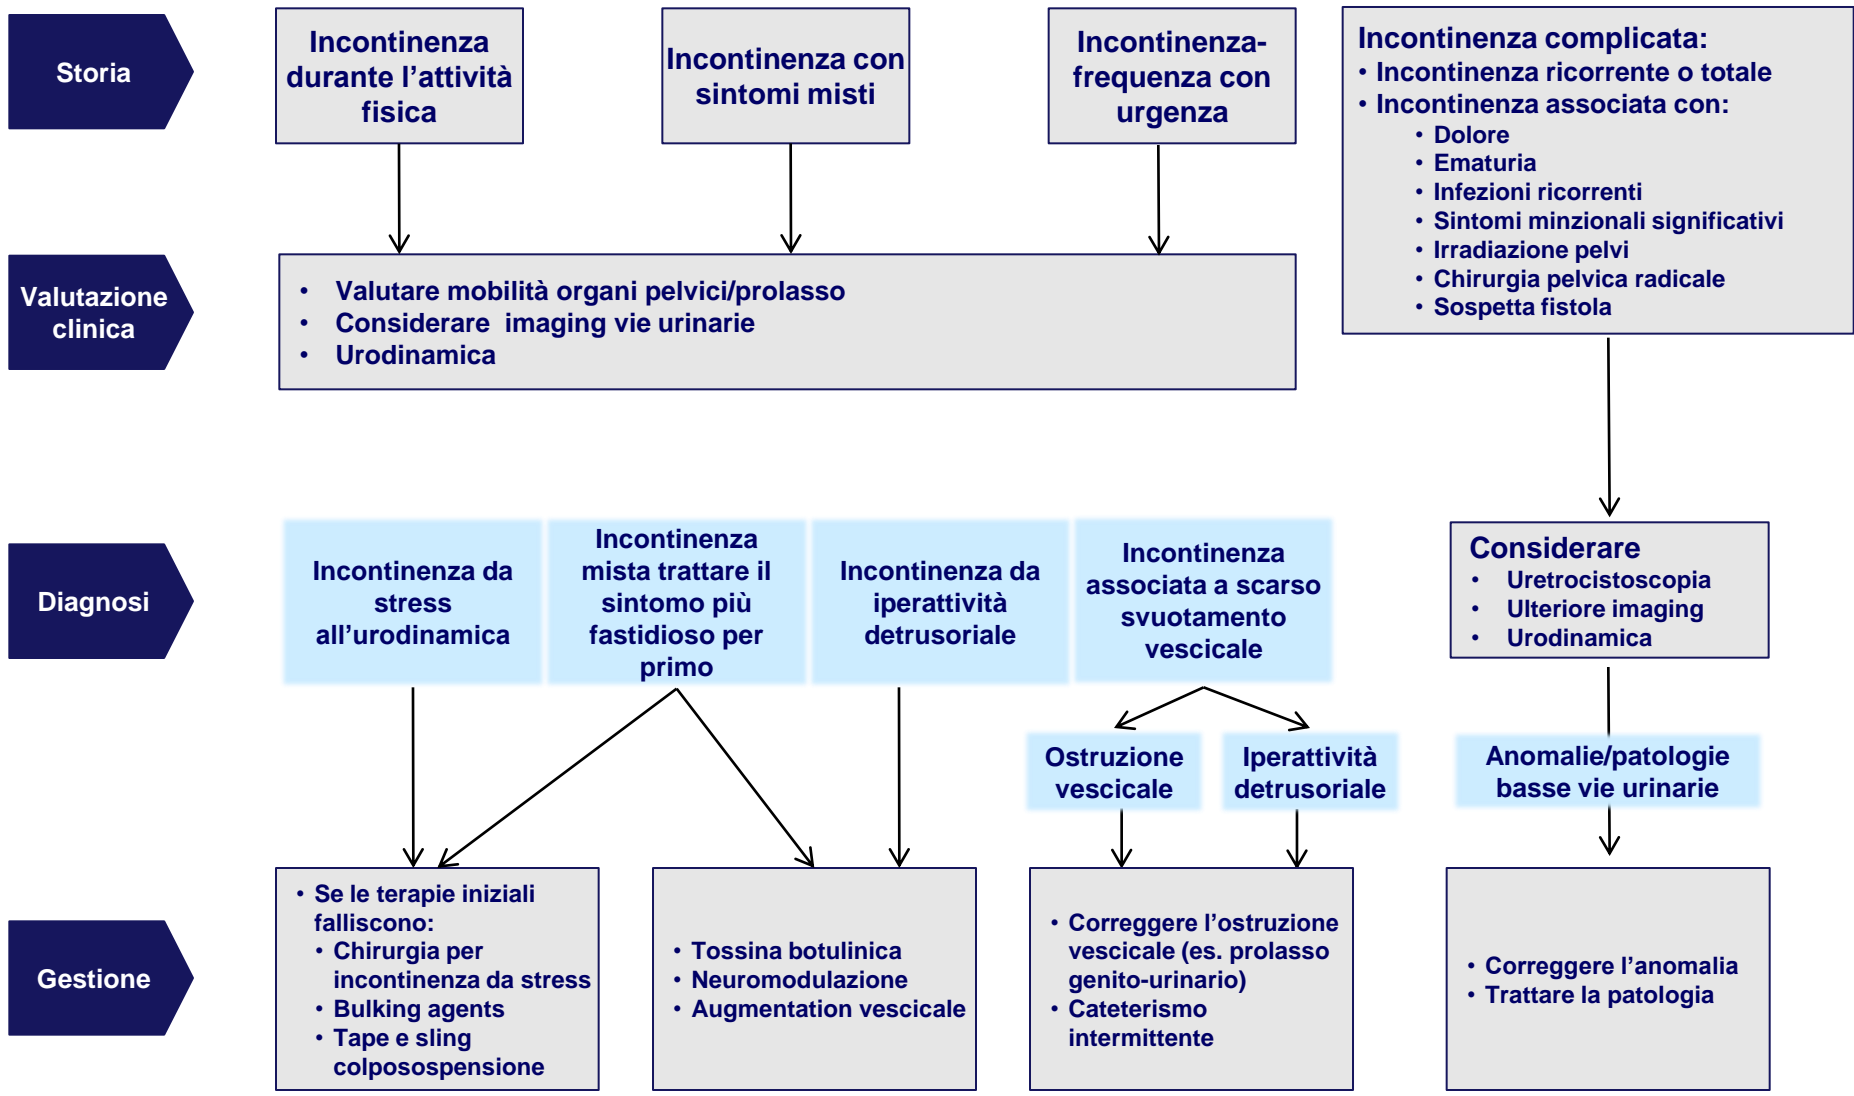 Storia
Incontinenza
durante l’attività
fisica
Incontinenza con
sintomi misti
Incontinenza-
frequenza con
urgenza
Incontinenza complicata:
• Incontinenza ricorrente o totale
• Incontinenza associata con:
• Dolore
• Ematuria
• Infezioni ricorrenti
• Sintomi minzionali significativi
• Irradiazione pelvi
• Chirurgia pelvica radicale
• Sospetta fistola
Valutazione
clinica
• Valutare mobilità organi pelvici/prolasso
• Considerare imaging vie urinarie
• Urodinamica
Diagnosi
Incontinenza da
stress
all’urodinamica
Incontinenza
mista trattare il
sintomo più
fastidioso per
primo
Incontinenza da
iperattività
detrusoriale
Incontinenza
associata a scarso
svuotamento
vescicale
Considerare
• Uretrocistoscopia
• Ulteriore imaging
• Urodinamica
Ostruzione
vescicale
Iperattività
detrusoriale
Anomalie/patologie
basse vie urinarie
Gestione
• Se le terapie iniziali
falliscono:
• Chirurgia per
incontinenza da stress
• Bulking agents
• Tape e sling
colposospensione
• Tossina botulinica
• Neuromodulazione
• Augmentation vescicale
• Correggere l’ostruzione
vescicale (es. prolasso
genito-urinario)
• Cateterismo
intermittente
• Correggere l’anomalia
• Trattare la patologia